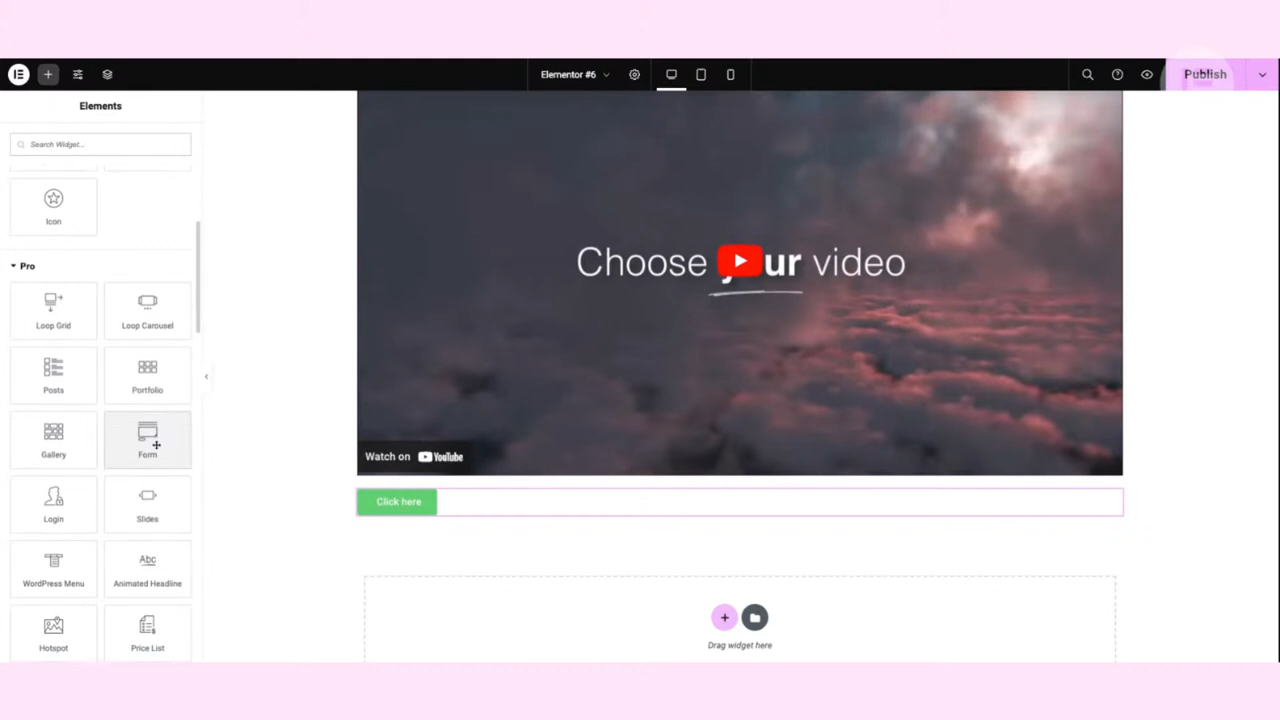 Elementor #6
Publish
Elements
Search Widget...
Icon
Pro
Loop Grid
Loop Carousel
Posts
Portfolio
Gallery
Form
Login
Slides
WordPress Menu
Abc
Animated Headline
Hotspot
Price List
Choose your video
Watch on YouTube
Click here
Drag widget here